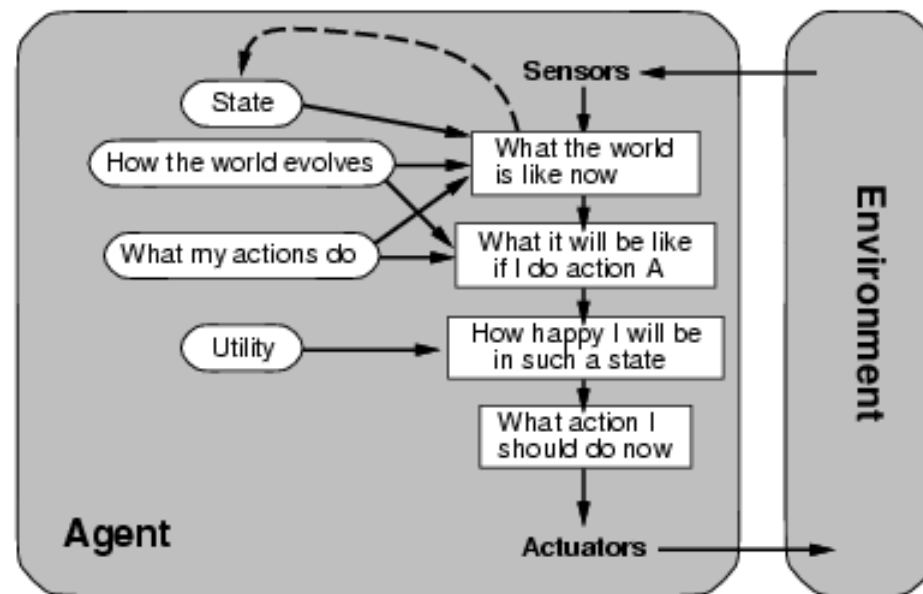 Sensors
State
What the world
is like now
How the world evolves
What it will be like
if I do action A
What my actions do
How happy I will be
in such a state
Utility
What action I
should do now
Agent
Actuators
Environment